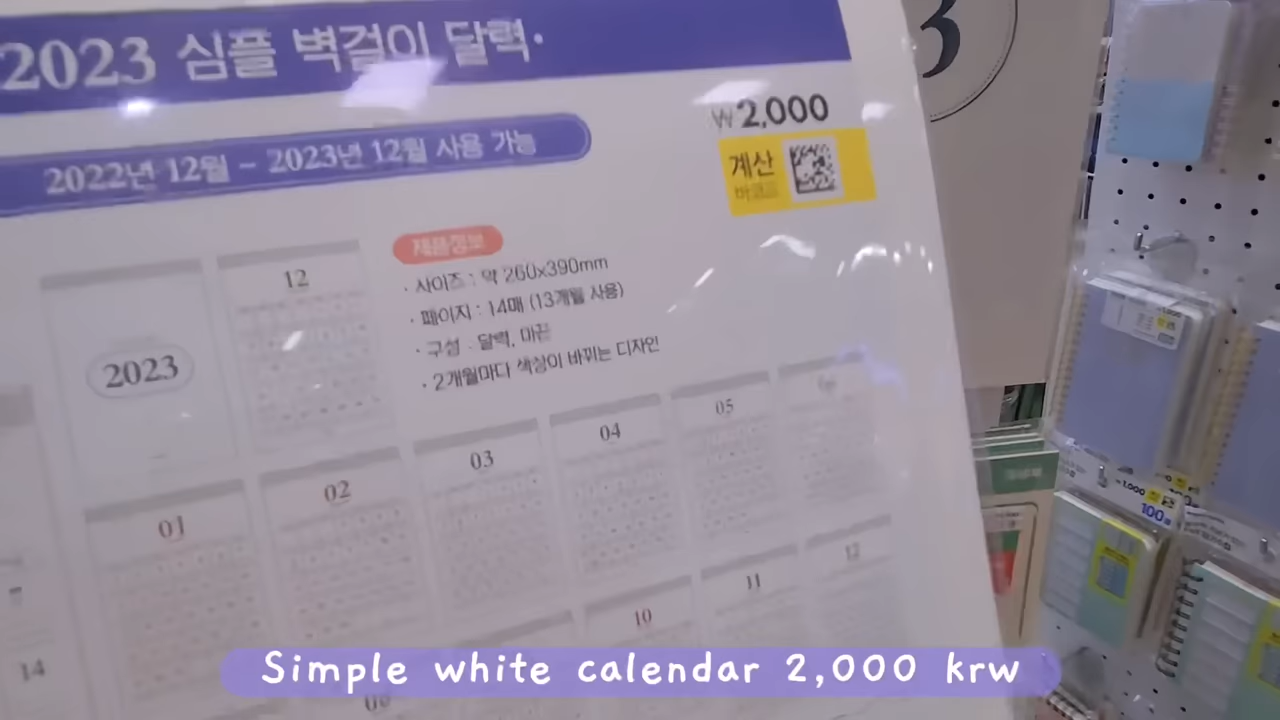 2023 심플 벽걸이 달력·
₩2,000
2022년 12월 - 2023년 12월 사용 가능
계산
바코드
제품정보
· 사이즈 : 약 260x390mm
· 페이지 : 14매 (13개월 사용)
· 구성 : 달력, 마끈
· 2개월마다 색상이 바뀌는 디자인
2023
12
01
02
03
04
05
10
11
12
14
3
1,000
100
Simple white calendar 2,000 krw